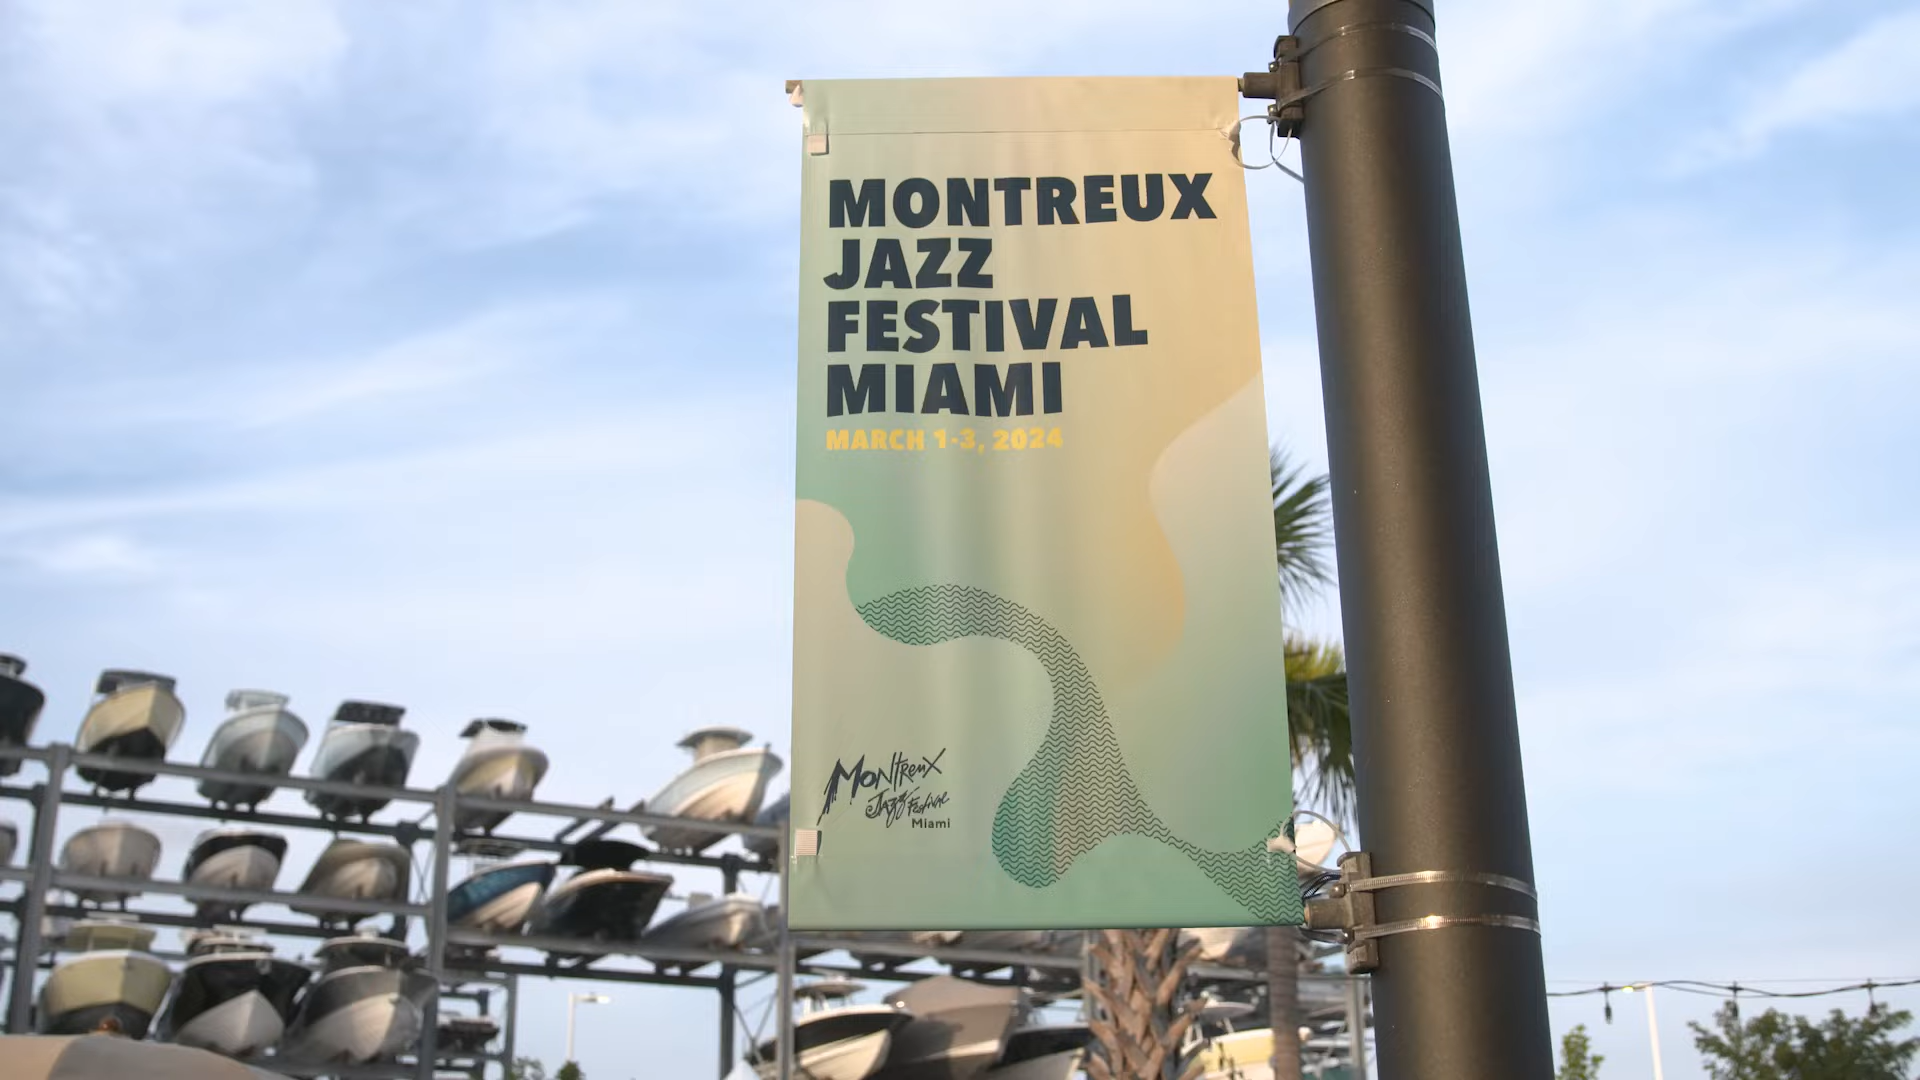 MONTREUX
JAZZ
FESTIVAL
MIAMI
MARCH 1-3, 2024
Montreux
Jazz Festival
Miami